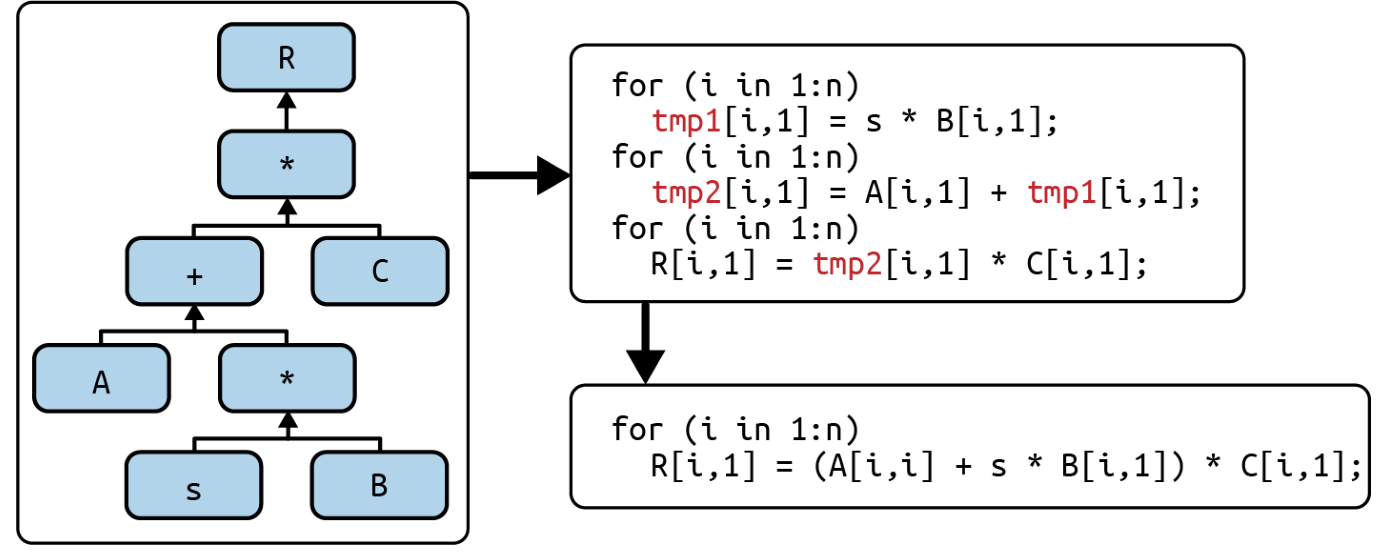 R
*
+
C
A
*
s
B
for (i in 1:n)
tmp1[i,1] = s * B[i,1];
for (i in 1:n)
tmp2[i,1] = A[i,1] + tmp1[i,1];
for (i in 1:n)
R[i,1] = tmp2[i,1] * C[i,1];
for (i in 1:n)
R[i,1] = (A[i,i] + s * B[i,1]) * C[i,1];